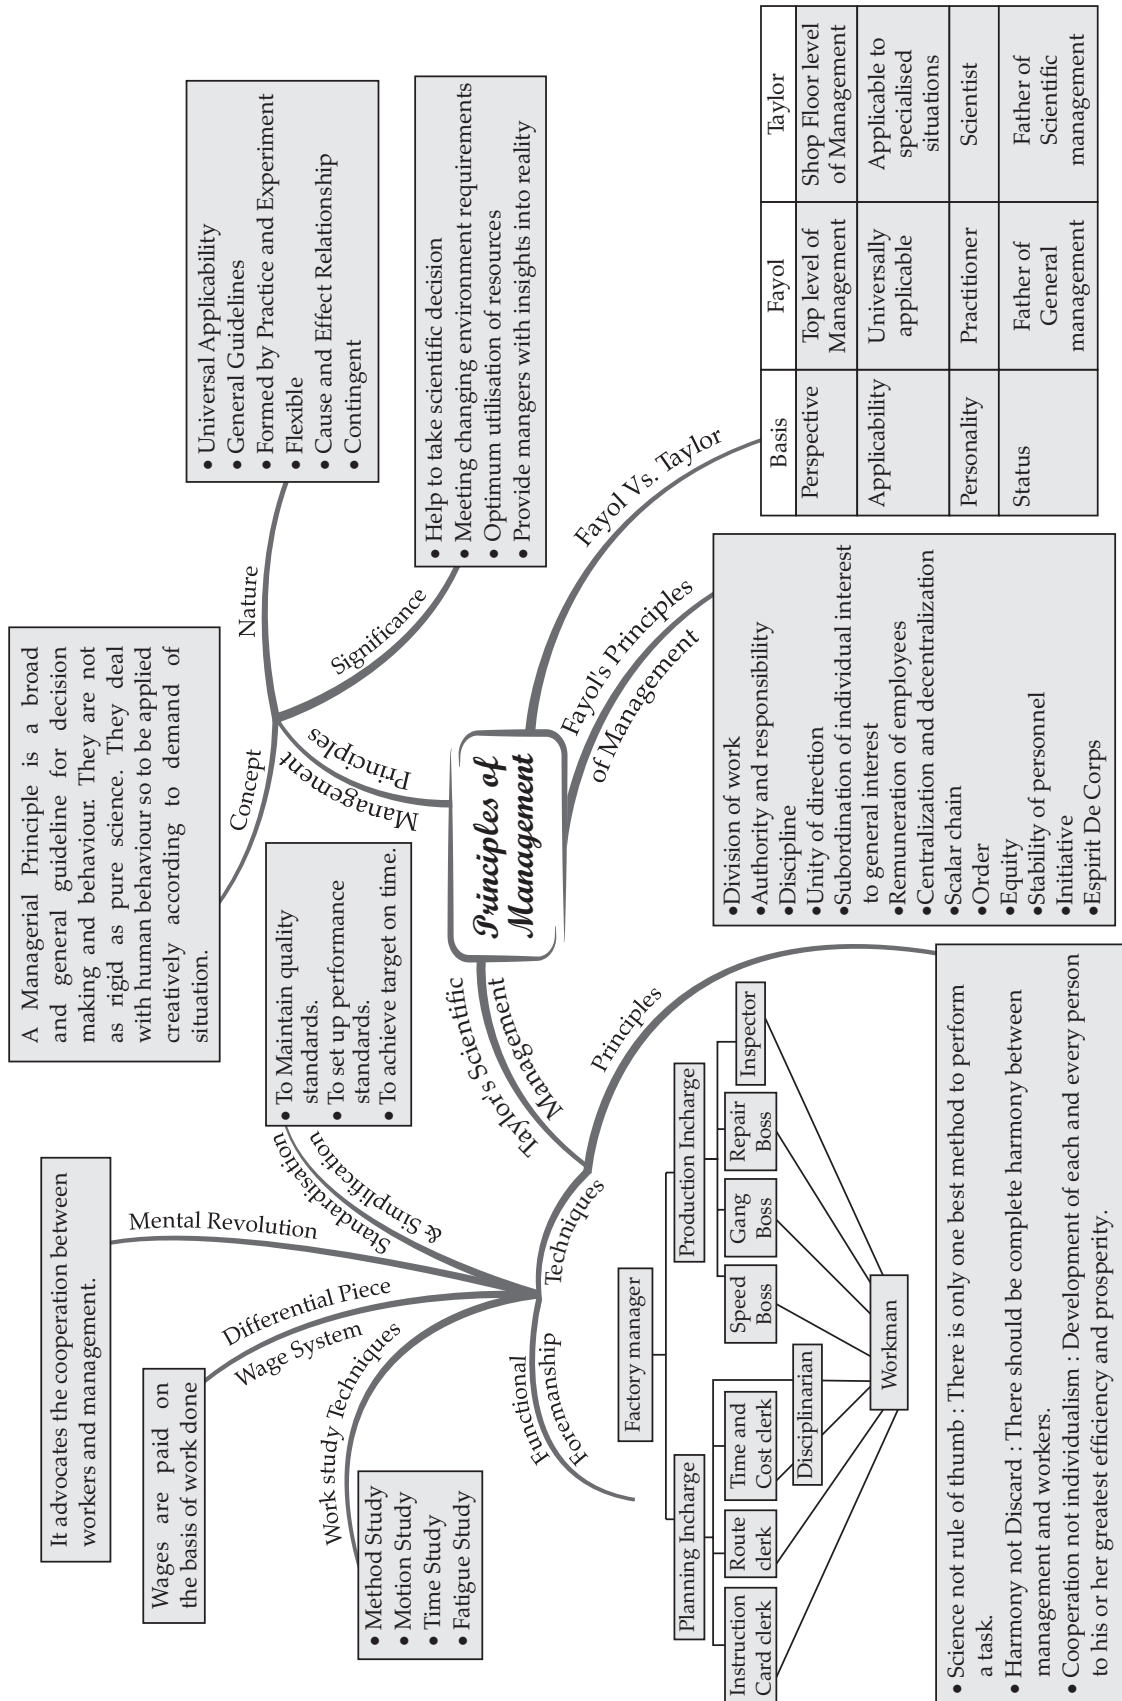 Principles of
Management
Management
Principles
Concept
A Managerial Principle is a broad
and general guideline for decision
making and behaviour. They are not
as rigid as pure science. They deal
with human behaviour so to be applied
creatively according to demand of
situation.
Nature
• Universal Applicability
• General Guidelines
• Formed by Practice and Experiment
• Flexible
• Cause and Effect Relationship
• Contingent
Significance
• Help to take scientific decision
• Meeting changing environment requirements
• Optimum utilisation of resources
• Provide mangers with insights into reality
Fayol Vs. Taylor
Basis Fayol Taylor
Perspective Top level of Management Shop Floor level of Management
Applicability Universally applicable Applicable to specialised situations
Personality Practitioner Scientist
Status Father of General management Father of Scientific management
Fayol's Principles
of Management
•Division of work
•Authority and responsibility
•Discipline
•Unity of direction
•Subordination of individual interest
to general interest
•Remuneration of employees
•Centralization and decentralization
•Scalar chain
•Order
•Equity
•Stability of personnel
•Initiative
•Espirit De Corps
Taylor's Scientific
Management
Techniques
Standardisation
& Simplification
• To Maintain quality
standards.
• To set up performance
standards.
• To achieve target on time.
Mental Revolution
It advocates the cooperation between
workers and management.
Differential Piece
Wage System
Wages are paid on
the basis of work done
Work study Techniques
• Method Study
• Motion Study
• Time Study
• Fatigue Study
Functional
Foremanship
Factory manager
Planning Incharge
Production Incharge
Instruction
Card clerk
Route
clerk
Time and
Cost clerk
Disciplinarian
Speed
Boss
Gang
Boss
Repair
Boss
Inspector
Workman
Principles
• Science not rule of thumb : There is only one best method to perform
a task.
• Harmony not Discard : There should be complete harmony between
management and workers.
• Cooperation not individualism : Development of each and every person
to his or her greatest efficiency and prosperity.